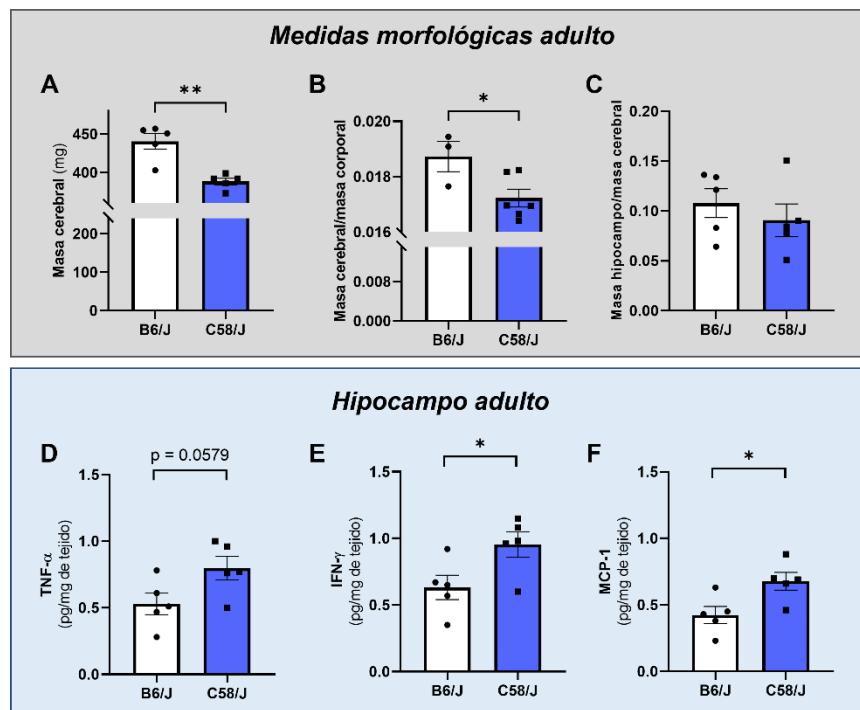 Medidas morfológicas adulto
A
**
Masa cerebral (mg)
450
400
200
100
0
B6/J
C58/J
B
*
Masa cerebral/masa corporal
0.020
0.018
0.016
0.008
0.000
B6/J
C58/J
C
Masa hipocampo/masa cerebral
0.20
0.15
0.10
0.05
0.00
B6/J
C58/J
Hipocampo adulto
D
p = 0.0579
TNF-α
(pg/mg de tejido)
1.5
1.0
0.5
0.0
B6/J
C58/J
E
*
IFN-γ
(pg/mg de tejido)
1.5
1.0
0.5
0.0
B6/J
C58/J
F
*
MCP-1
(pg/mg de tejido)
1.5
1.0
0.5
0.0
B6/J
C58/J